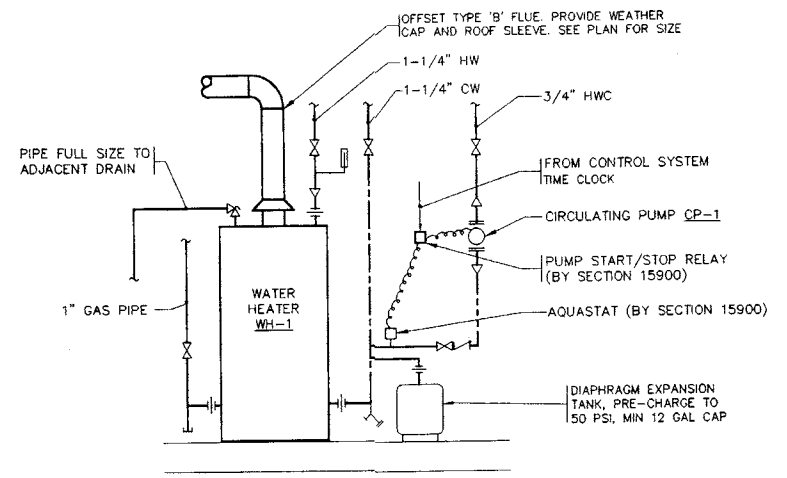 OFFSET TYPE 'B' FLUE. PROVIDE WEATHER
CAP AND ROOF SLEEVE. SEE PLAN FOR SIZE
1-1/4" HW
1-1/4" CW
3/4" HWC
PIPE FULL SIZE TO
ADJACENT DRAIN
FROM CONTROL SYSTEM
TIME CLOCK
CIRCULATING PUMP CP-1
PUMP START/STOP RELAY
(BY SECTION 15900)
1" GAS PIPE
WATER
HEATER
WH-1
AQUASTAT (BY SECTION 15900)
DIAPHRAGM EXPANSION
TANK, PRE-CHARGE TO
50 PSI, MIN 12 GAL CAP